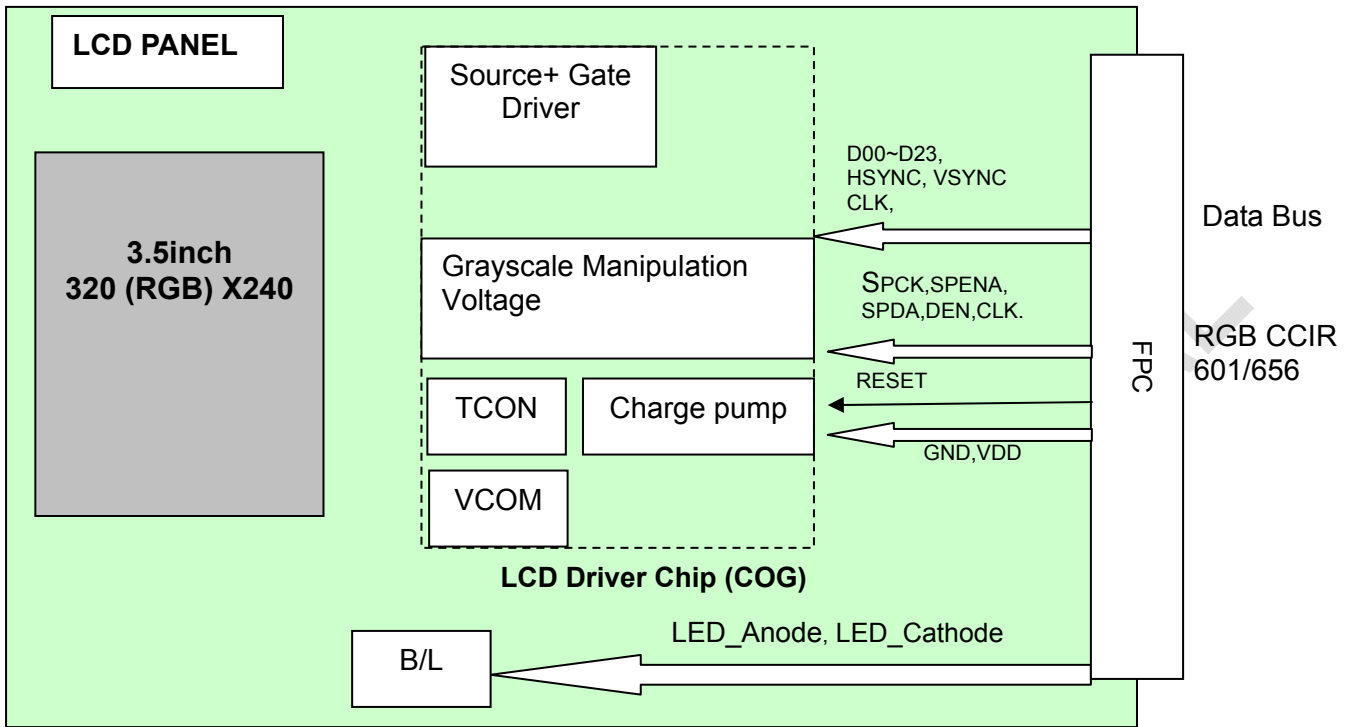 LCD PANEL
3.5inch
320 (RGB) X240
Source+ Gate
Driver
Grayscale Manipulation
Voltage
TCON
Charge pump
VCOM
LCD Driver Chip (COG)
B/L
D00~D23,
HSYNC, VSYNC
CLK,
SPCK,SPENA,
SPDA,DEN,CLK.
RESET
GND,VDD
LED_Anode, LED_Cathode
FPC
Data Bus
RGB CCIR
601/656